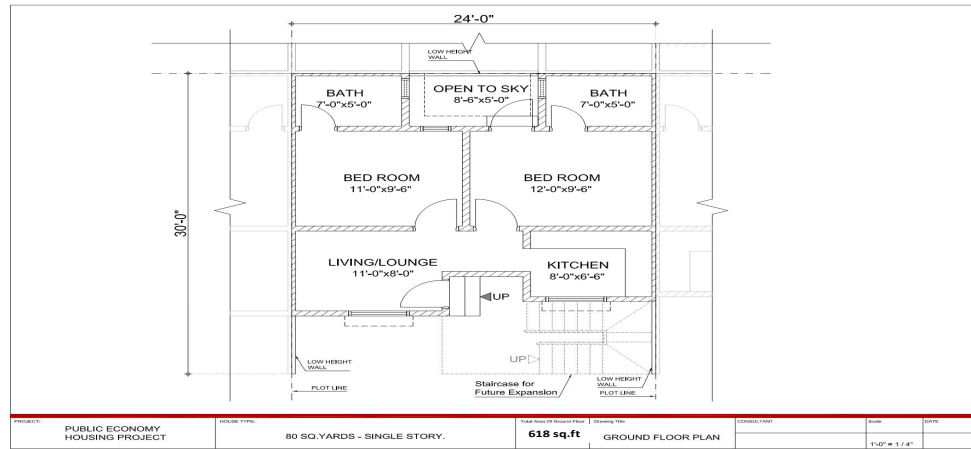 24'-0"
LOW HEIGHT
WALL
BATH
7'-0"x5'-0"
OPEN TO SKY
8'-6"x5'-0"
BATH
7'-0"x5'-0"
30'-0"
BED ROOM
11'-0"x9'-6"
BED ROOM
12'-0"x9'-6"
LIVING/LOUNGE
11'-0"x8'-0"
KITCHEN
8'-0"x6'-6"
UP
UP
LOW HEIGHT
WALL
PLOT LINE
Staircase for
Future Expansion
LOW HEIGHT
WALL
PLOT LINE
PROJECT:
PUBLIC ECONOMY
HOUSING PROJECT
HOUSE TYPE:
80 SQ.YARDS - SINGLE STORY.
Total Area Of Ground Floor
618 sq.ft
Drawing Title
GROUND FLOOR PLAN
CONSULTANT
Scale
1'-0" = 1 / 4"
DATE